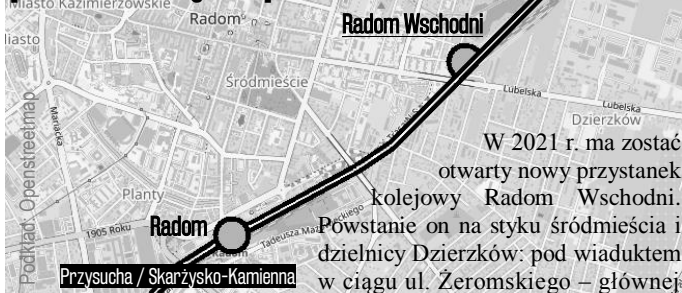 Miasto Kazimierzowskie
Radom
Radom Wschodni
Śródmieście
Lubelska
Lubelska
Dzierzków
Mariacka
Planty
1905 Roku
Radom
Radom
Tadeusza
Przysucha / Skarżysko-Kamienna
Podkład: Openstreetmap
W 2021 r. ma zostać
otwarty nowy przystanek
kolejowy Radom Wschodni.
Powstanie on na styku śródmieścia i
dzielnicy Dzierzków: pod wiaduktem
w ciągu ul. Żeromskiego – głównej